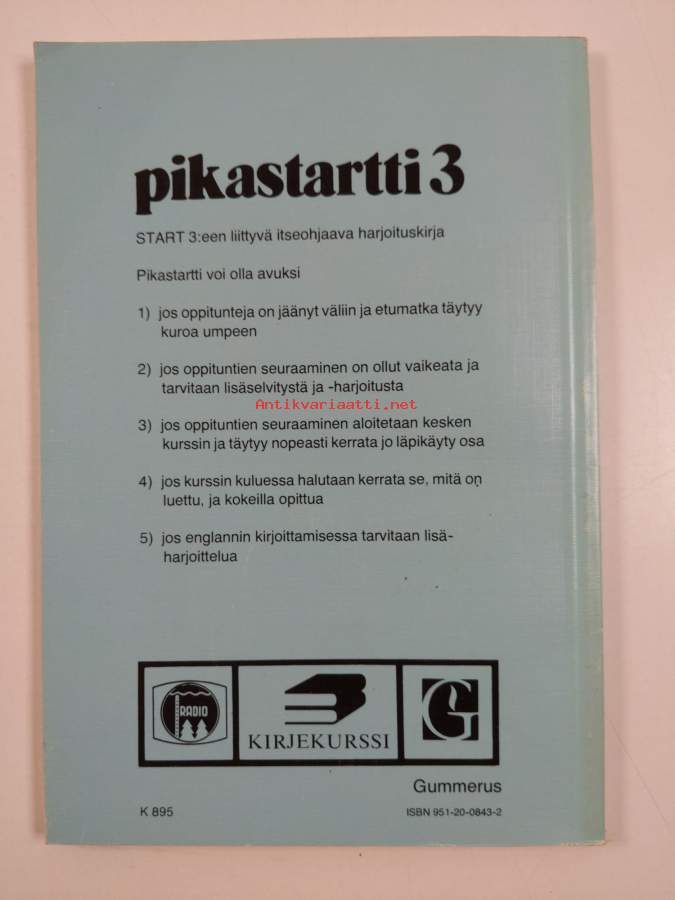 pikastartti 3
START 3:een liittyvä itseohjaava harjoituskirja
Pikastartti voi olla avuksi
1) jos oppitunteja on jäänyt väliin ja etumatka täytyy
kuroa umpeen
2) jos oppituntien seuraaminen on ollut vaikeata ja
tarvitaan lisäselvitystä ja -harjoitusta
Antikvariaatti.net
3) jos oppituntien seuraaminen aloitetaan kesken
kurssin ja täytyy nopeasti kerrata jo läpikäyty osa
4) jos kurssin kuluessa halutaan kerrata se, mitä on
luettu, ja kokeilla opittua
5) jos englannin kirjoittamisessa tarvitaan lisä-
harjoittelua
RADIO
KIRJEKURSSI
G
Gummerus
K 895
ISBN 951-20-0843-2